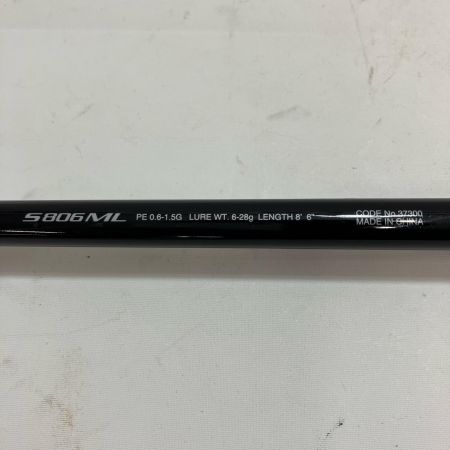 S806ML PE 0.6-1.5G LURE WT. 6-28g LENGTH 8' 6"
CODE No.37300
MADE IN CHINA